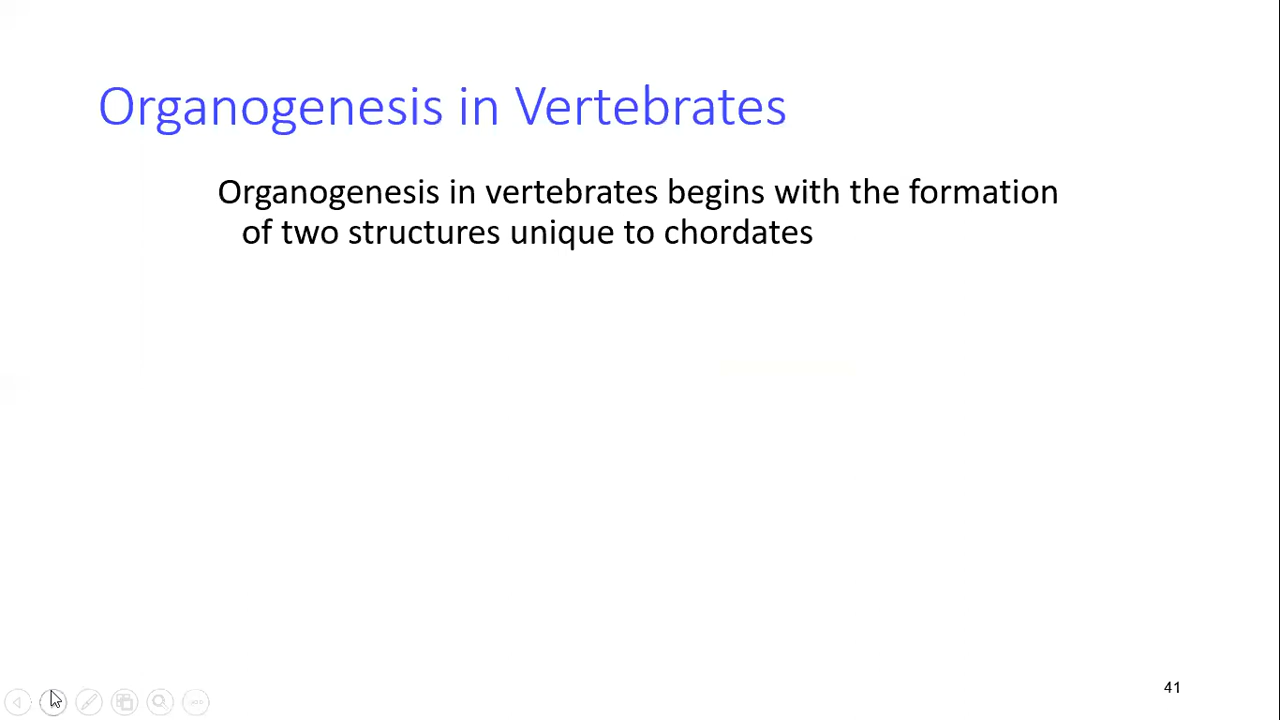 Organogenesis in Vertebrates
Organogenesis in vertebrates begins with the formation
of two structures unique to chordates
41